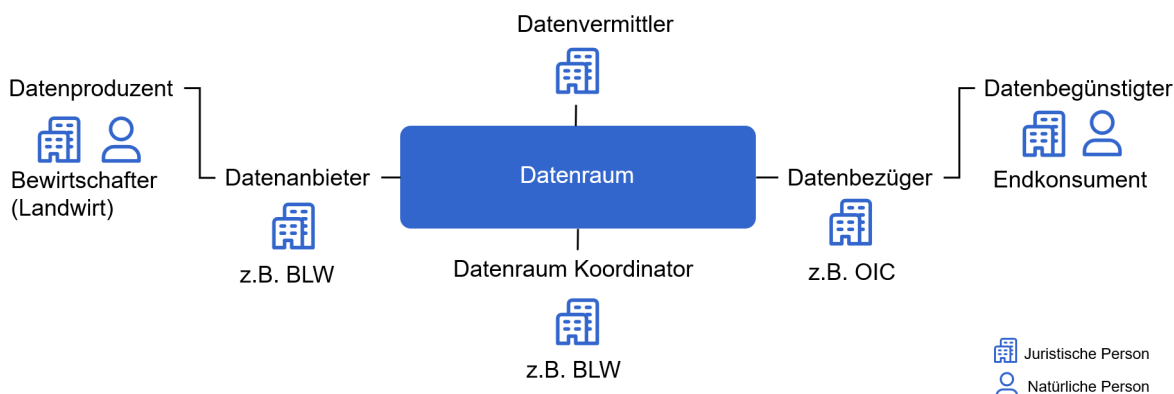 Datenvermittler
Datenproduzent
Datenbegünstigter
Bewirtschafter
(Landwirt)
Datenanbieter
Datenraum
Datenbezüger
Endkonsument
z.B. BLW
Datenraum Koordinator
z.B. OIC
z.B. BLW
Juristische Person
Natürliche Person